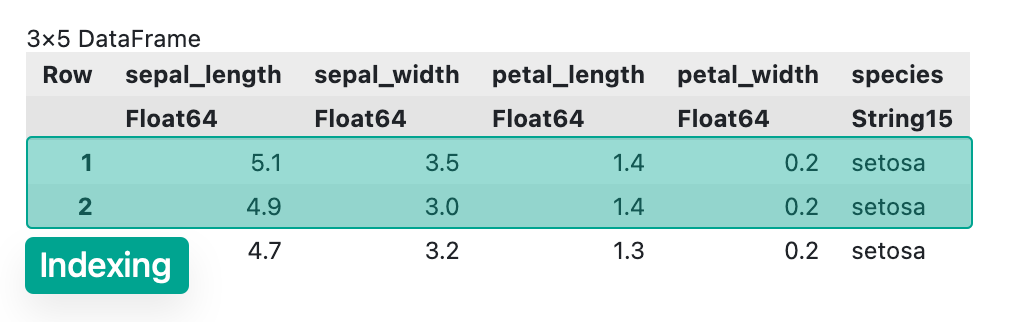 3×5 DataFrame
Row sepal_length sepal_width petal_length petal_width species
Float64 Float64 Float64 Float64 String15
1 5.1 3.5 1.4 0.2 setosa
2 4.9 3.0 1.4 0.2 setosa
4.7 3.2 1.3 0.2 setosa
Indexing